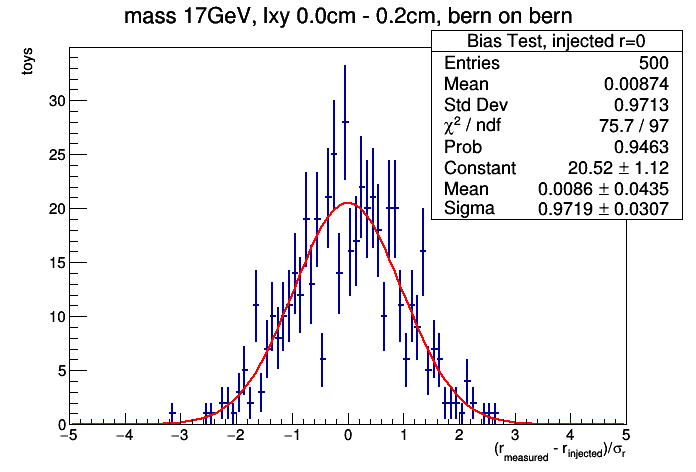 mass 17GeV, lxy 0.0cm - 0.2cm, bern on bern
toys
Bias Test, injected r=0
Entries 500
Mean 0.00874
Std Dev 0.9713
χ² / ndf 75.7 / 97
Prob 0.9463
Constant 20.52 ± 1.12
Mean 0.0086 ± 0.0435
Sigma 0.9719 ± 0.0307
30
25
20
15
10
5
0
−5 −4 −3 −2 −1 0 1 2 3 4 5
(r_measured - r_injected)/σ_r